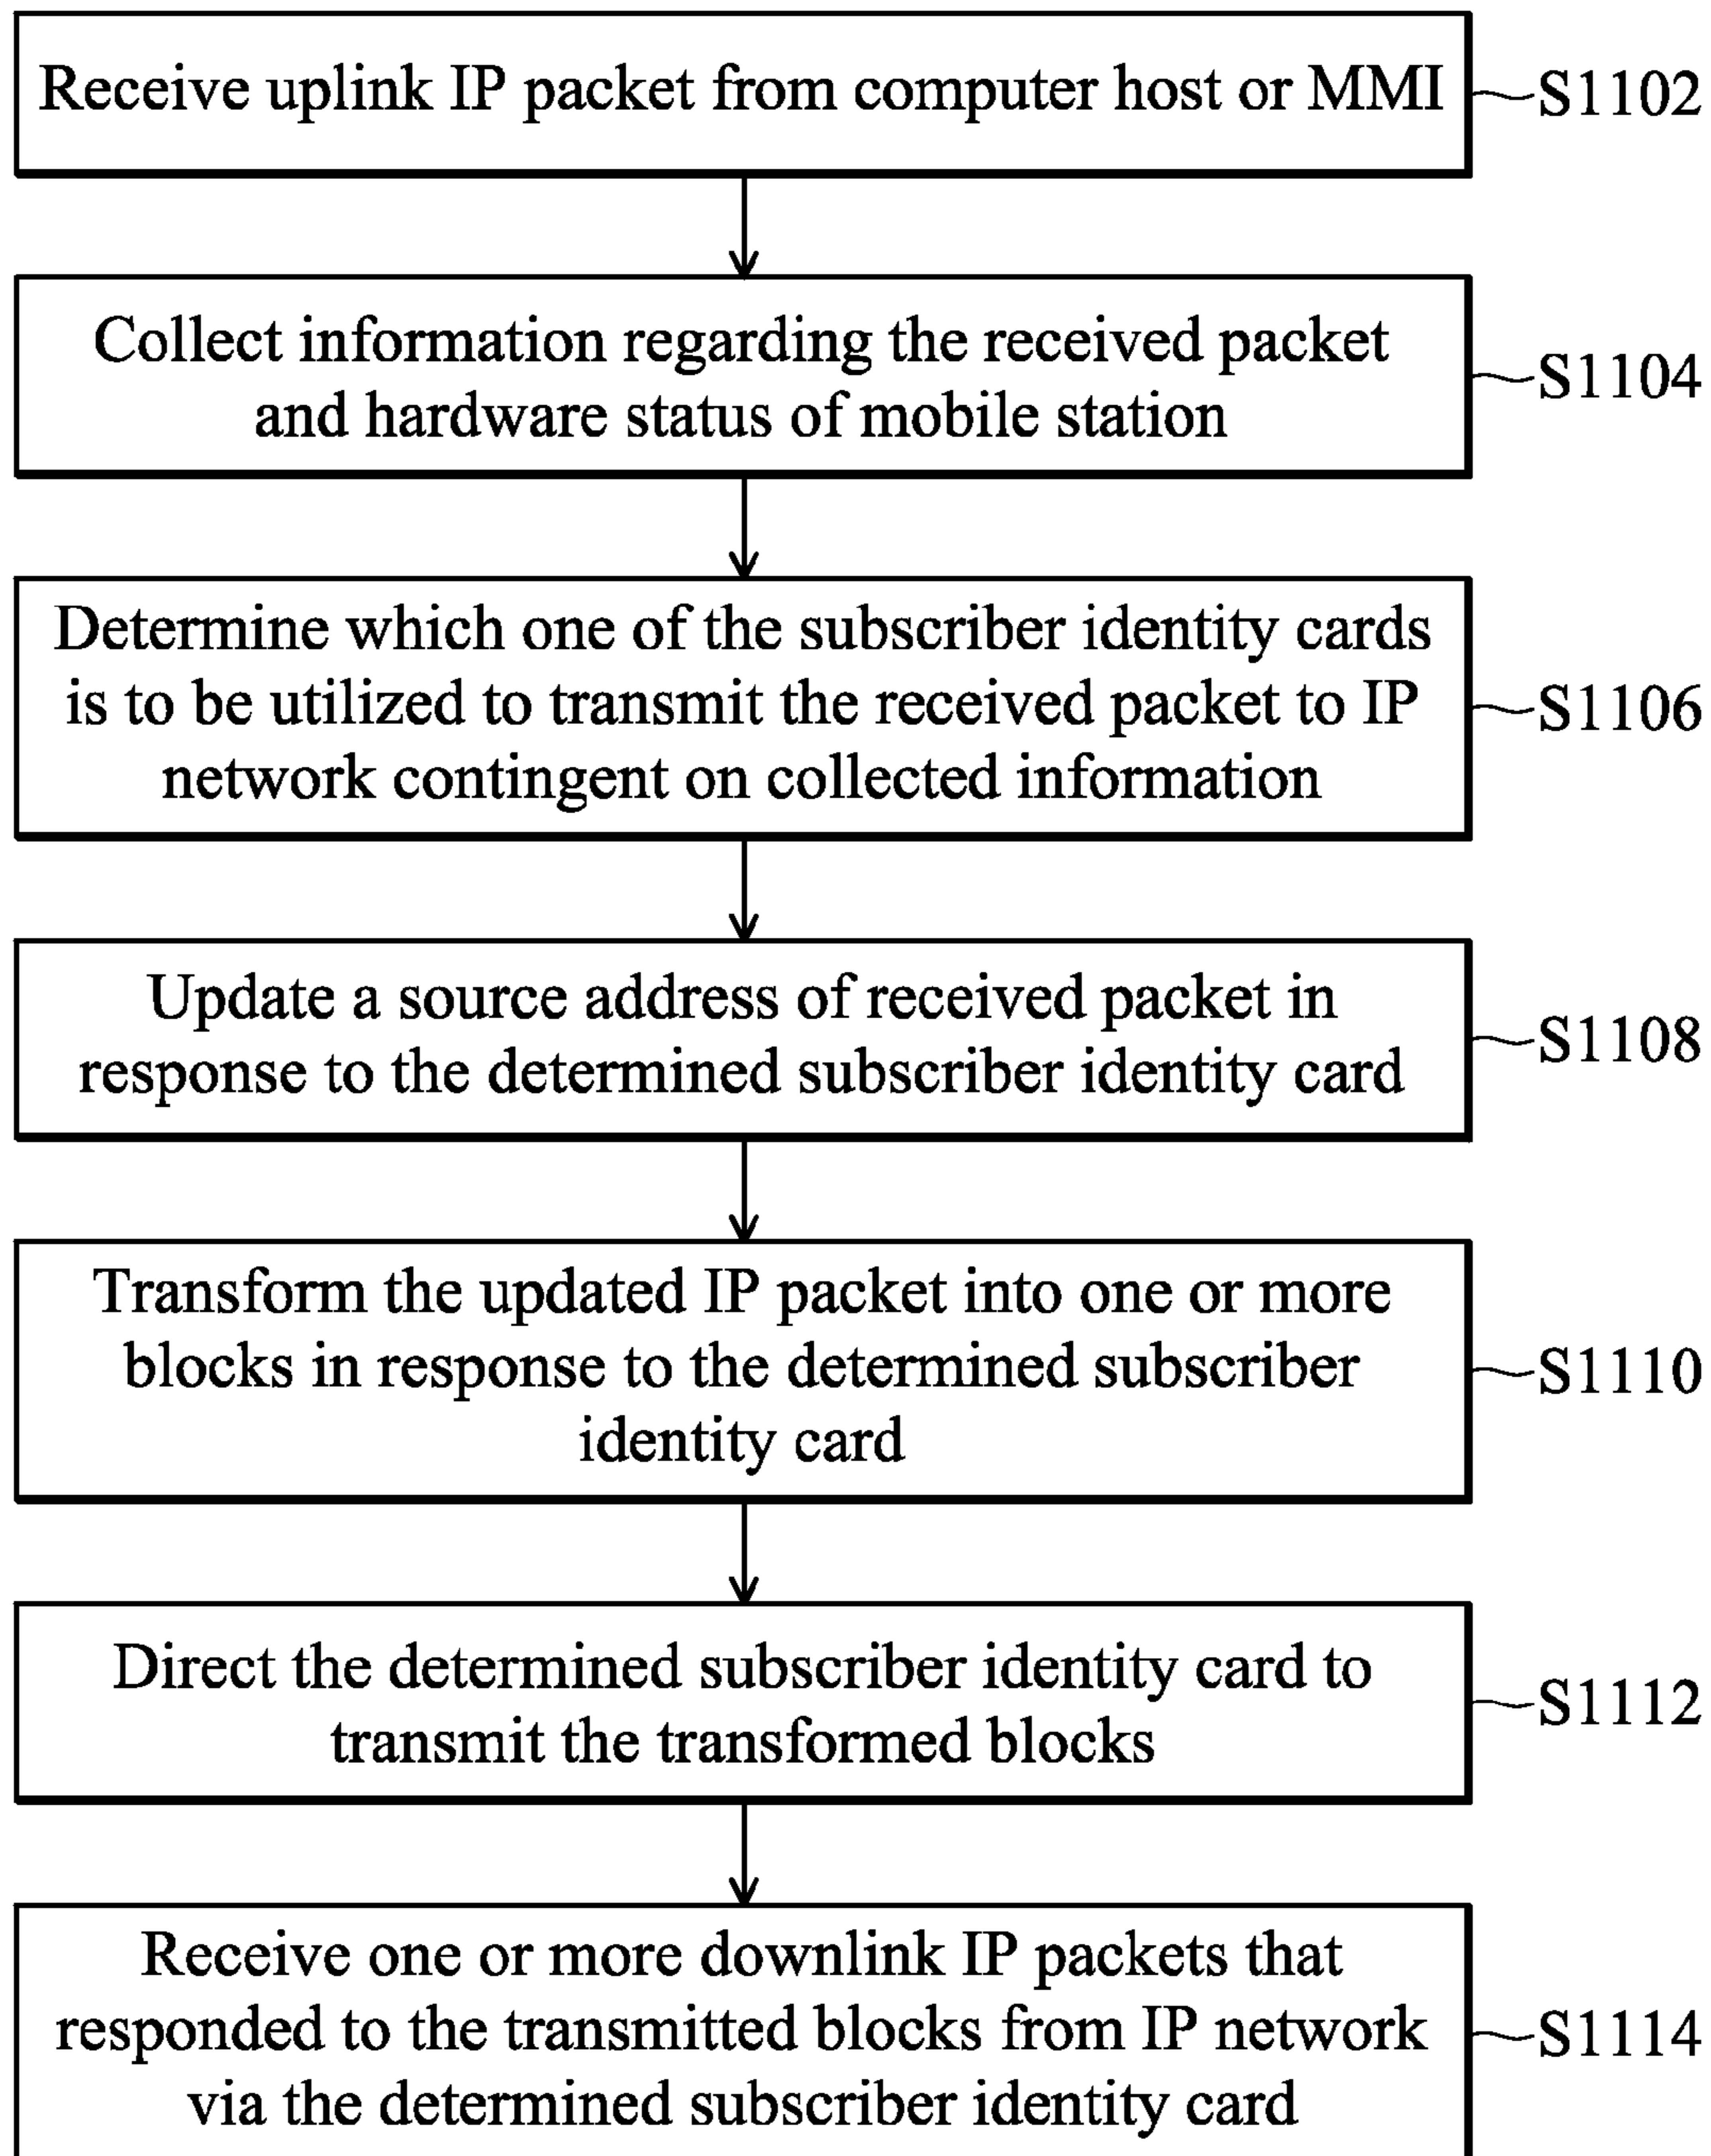 Receive uplink IP packet from computer host or MMI
S1102
Collect information regarding the received packet
and hardware status of mobile station
S1104
Determine which one of the subscriber identity cards
is to be utilized to transmit the received packet to IP
network contingent on collected information
S1106
Update a source address of received packet in
response to the determined subscriber identity card
S1108
Transform the updated IP packet into one or more
blocks in response to the determined subscriber
identity card
S1110
Direct the determined subscriber identity card to
transmit the transformed blocks
S1112
Receive one or more downlink IP packets that
responded to the transmitted blocks from IP network
via the determined subscriber identity card
S1114